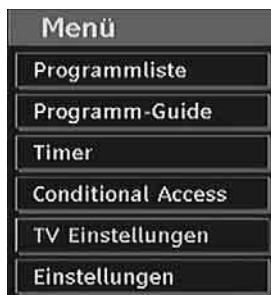 Menü
Programmliste
Programm-Guide
Timer
Conditional Access
TV Einstellungen
Einstellungen